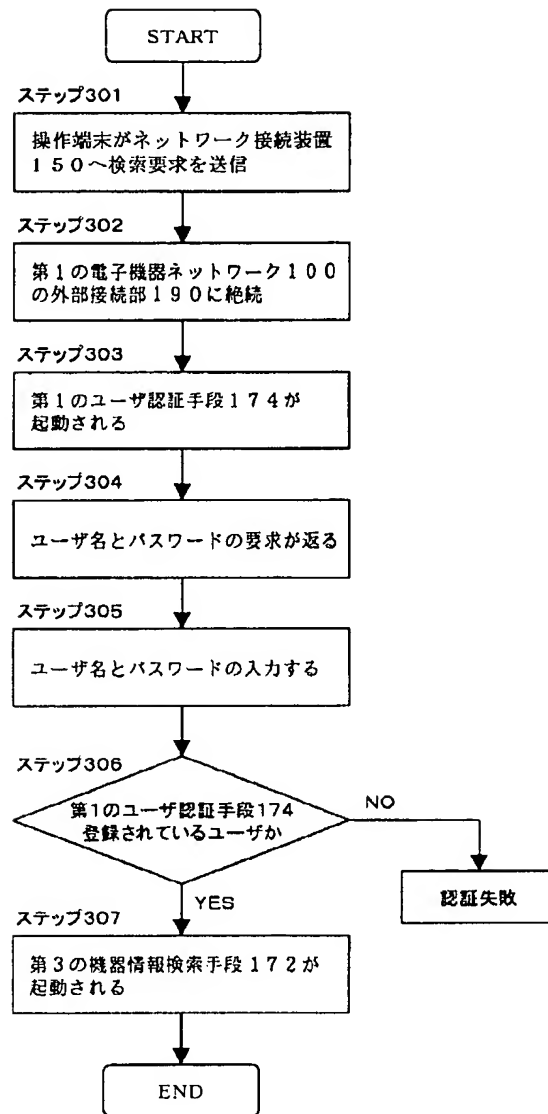 START
ステップ301
操作端末がネットワーク接続装置
１５０へ検索要求を送信
ステップ302
第1の電子機器ネットワーク１００
の外部接続部１９０に絶続
ステップ303
第1のユーザ認証手段１７４が
起動される
ステップ304
ユーザ名とパスワードの要求が返る
ステップ305
ユーザ名とパスワードの入力する
ステップ306
第1のユーザ認証手段174
登録されているユーザか
NO
認証失敗
YES
ステップ307
第３の機器情報検索手段１７２が
起動される
END